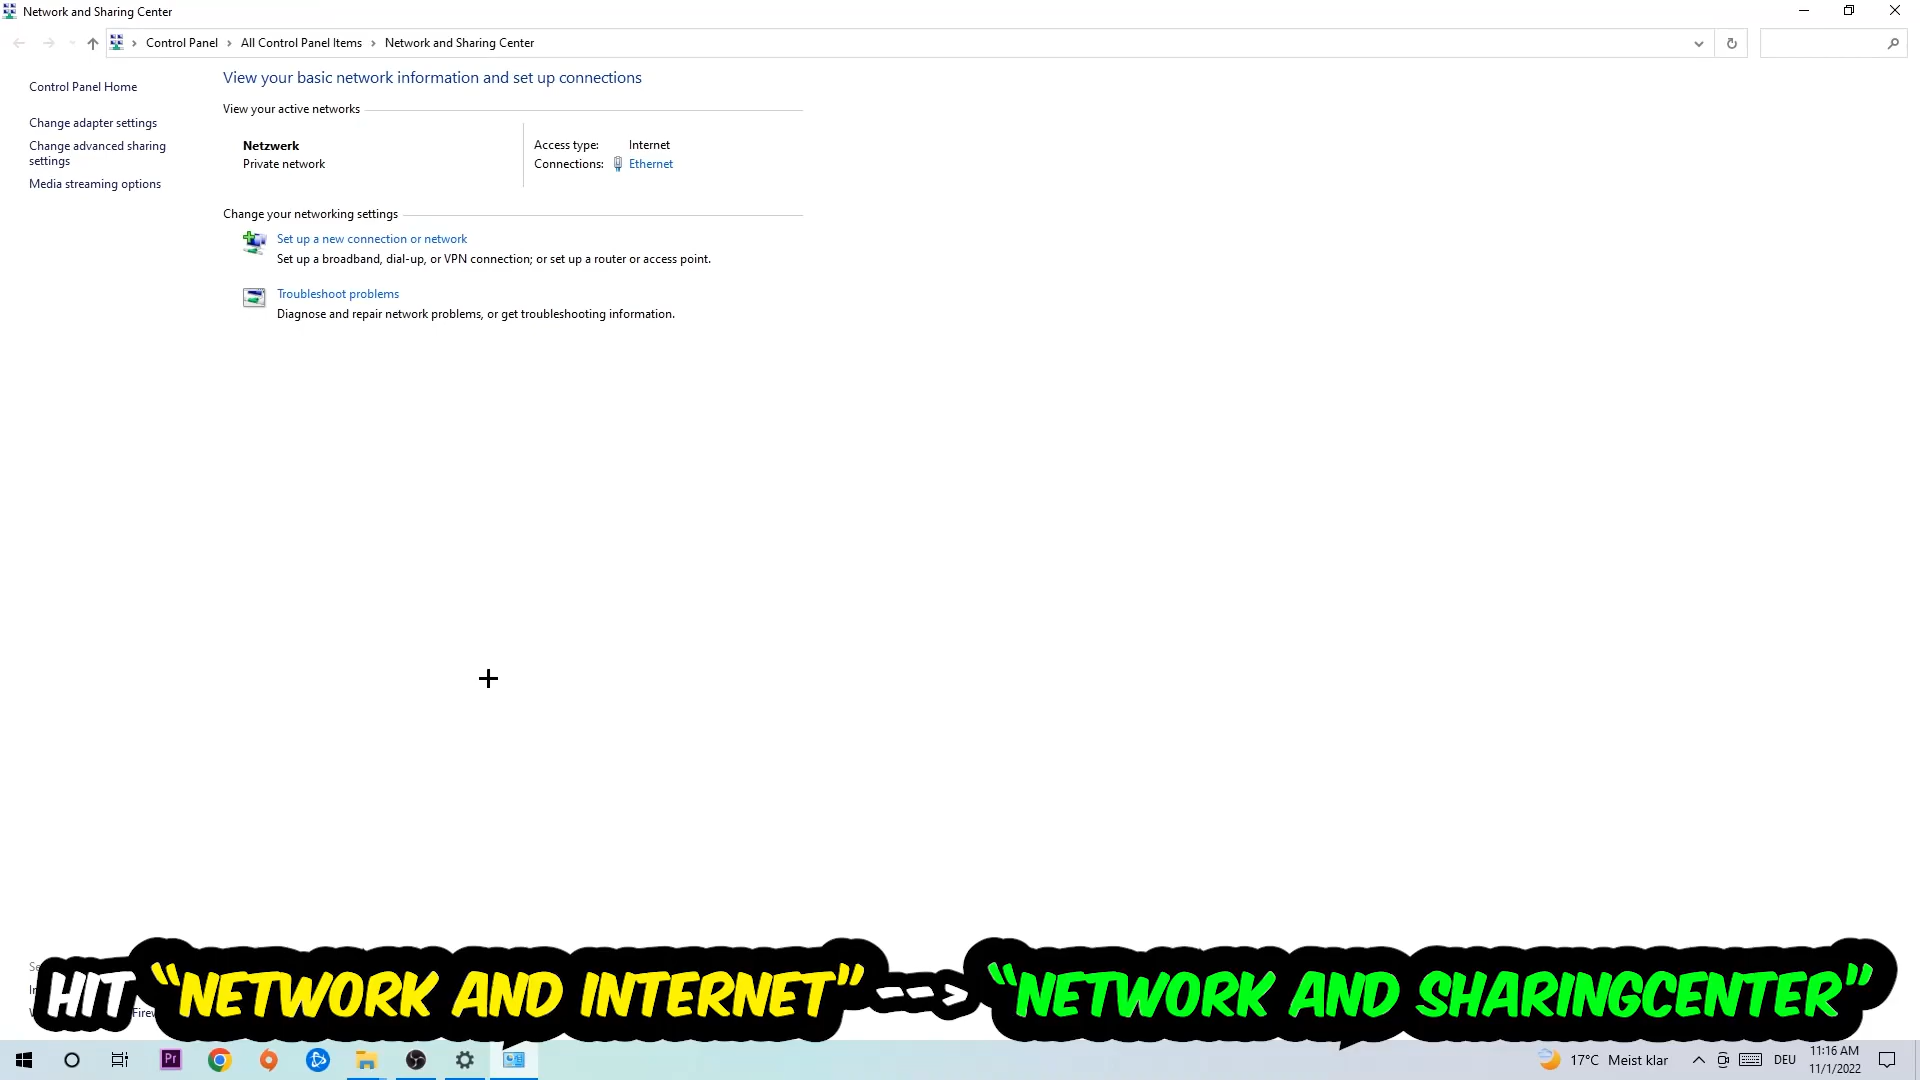 Network and Sharing Center
Control Panel > All Control Panel Items > Network and Sharing Center
Control Panel Home
Change adapter settings
Change advanced sharing
settings
Media streaming options
View your basic network information and set up connections
View your active networks
Netzwerk
Private network
Access type: Internet
Connections: Ethernet
Change your networking settings
Set up a new connection or network
Set up a broadband, dial-up, or VPN connection; or set up a router or access point.
Troubleshoot problems
Diagnose and repair network problems, or get troubleshooting information.
HIT "NETWORK AND INTERNET" ---> "NETWORK AND SHARINGCENTER"
Pr
17°C Meist klar
DEU
11:16 AM
11/1/2022